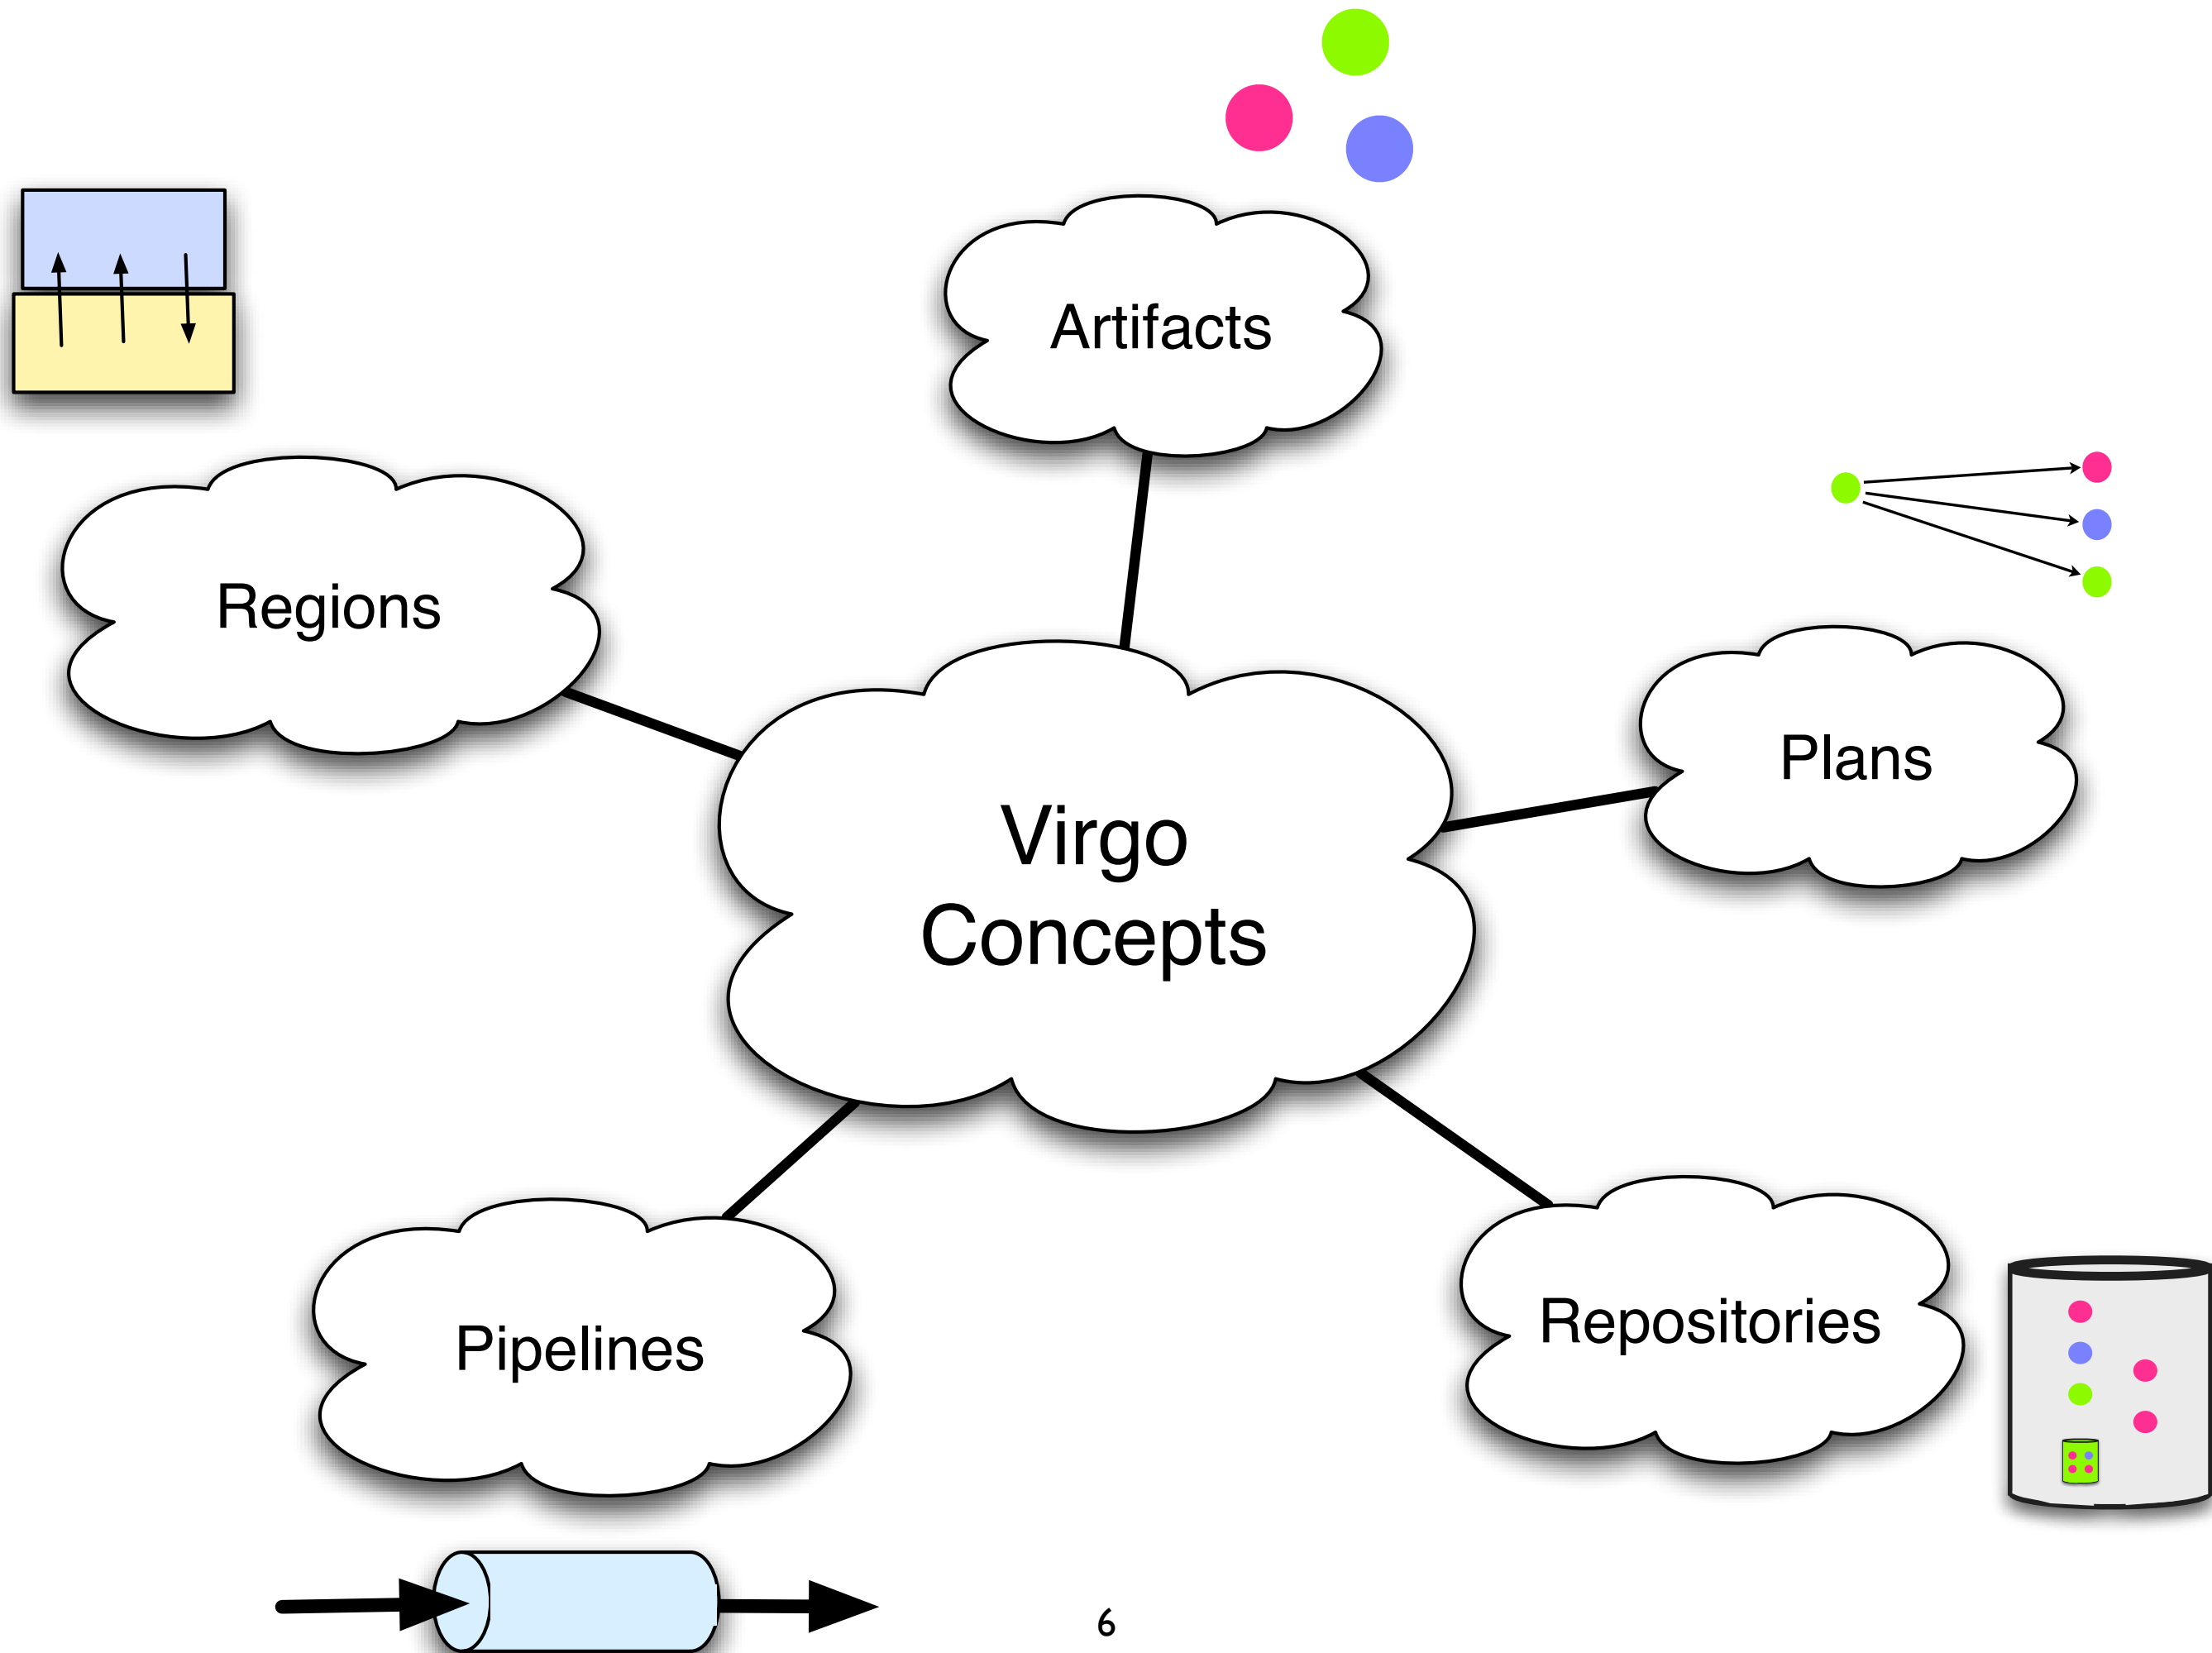 Artifacts
Regions
Plans
Virgo
Concepts
Repositories
Pipelines
6